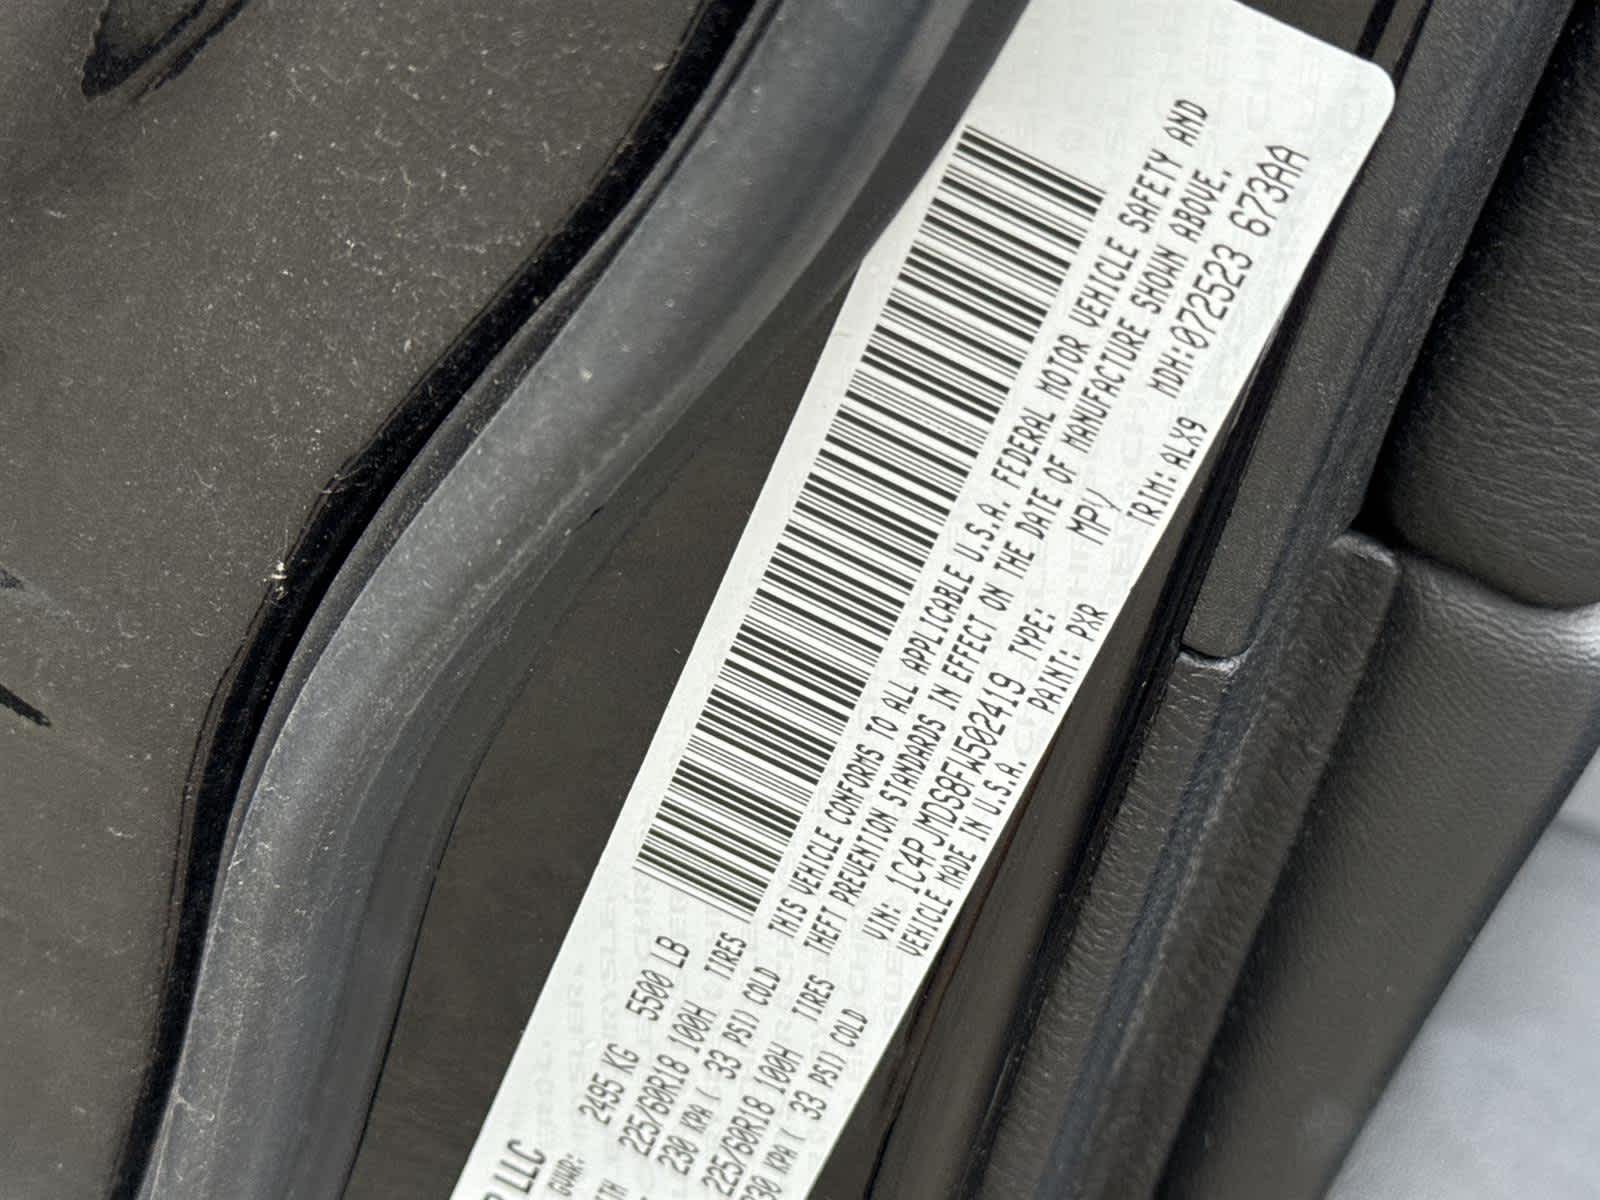 LLC
GVWR: 2495 KG 5500 LB
225/60R18 100H TIRES
230 KPA ( 33 PSI) COLD
225/60R18 100H TIRES
230 KPA ( 33 PSI) COLD
THIS VEHICLE CONFORMS TO ALL APPLICABLE U.S.A. FEDERAL MOTOR VEHICLE SAFETY AND
THEFT PREVENTION STANDARDS IN EFFECT ON THE DATE OF MANUFACTURE SHOWN ABOVE.
VIN: 1C4PJMDS8FW502419 TYPE: MPV MDH:072523 673AA
VEHICLE MADE IN U.S.A. PAINT: PXR TRIM:ALX9